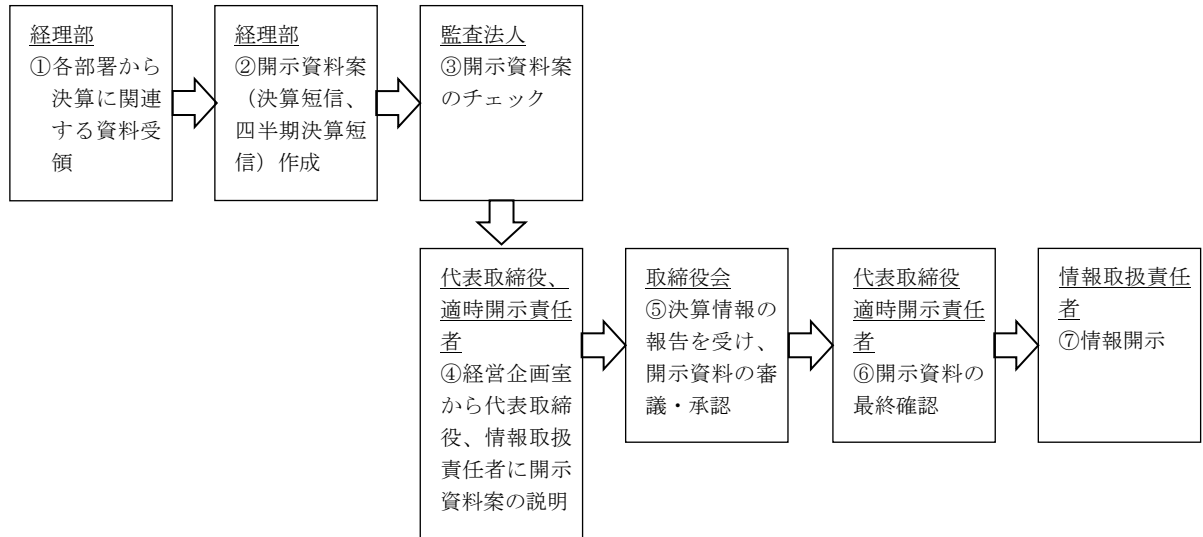 経理部
①各部署から
決算に関連
する資料受
領
経理部
②開示資料案
（決算短信、
四半期決算短
信）作成
監査法人
③開示資料案
のチェック
代表取締役、
適時開示責任
者
④経営企画室
から代表取締
役、情報取扱
責任者に開示
資料案の説明
取締役会
⑤決算情報の
報告を受け、
開示資料の審
議・承認
代表取締役
適時開示責任
者
⑥開示資料の
最終確認
情報取扱責任
者
⑦情報開示